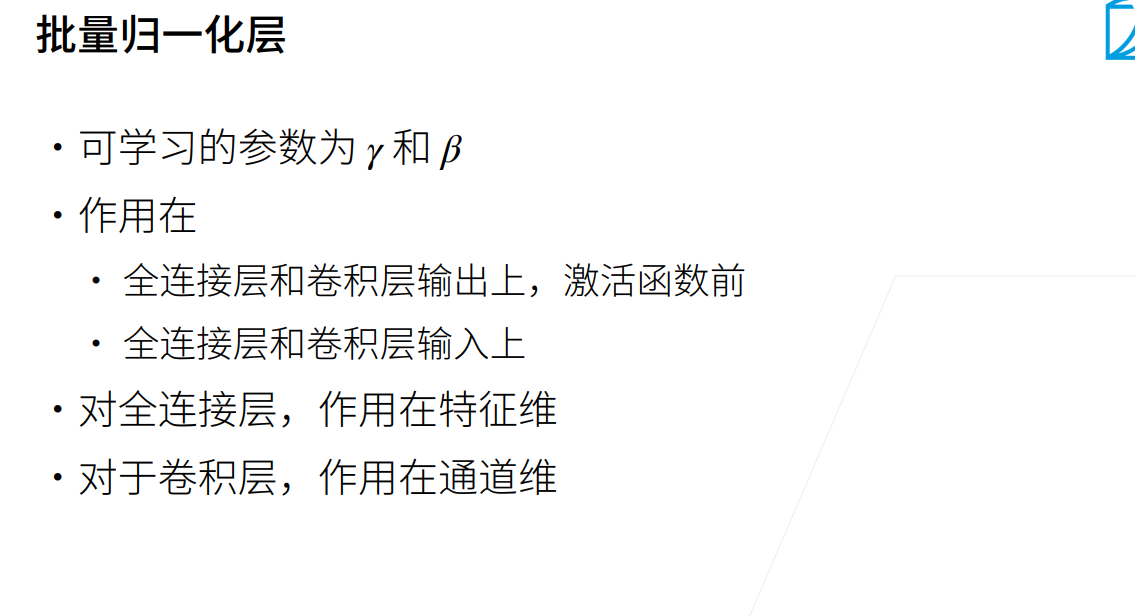 批量归一化层
• 可学习的参数为 γ 和 β
• 作用在
• 全连接层和卷积层输出上，激活函数前
• 全连接层和卷积层输入上
• 对全连接层，作用在特征维
• 对于卷积层，作用在通道维